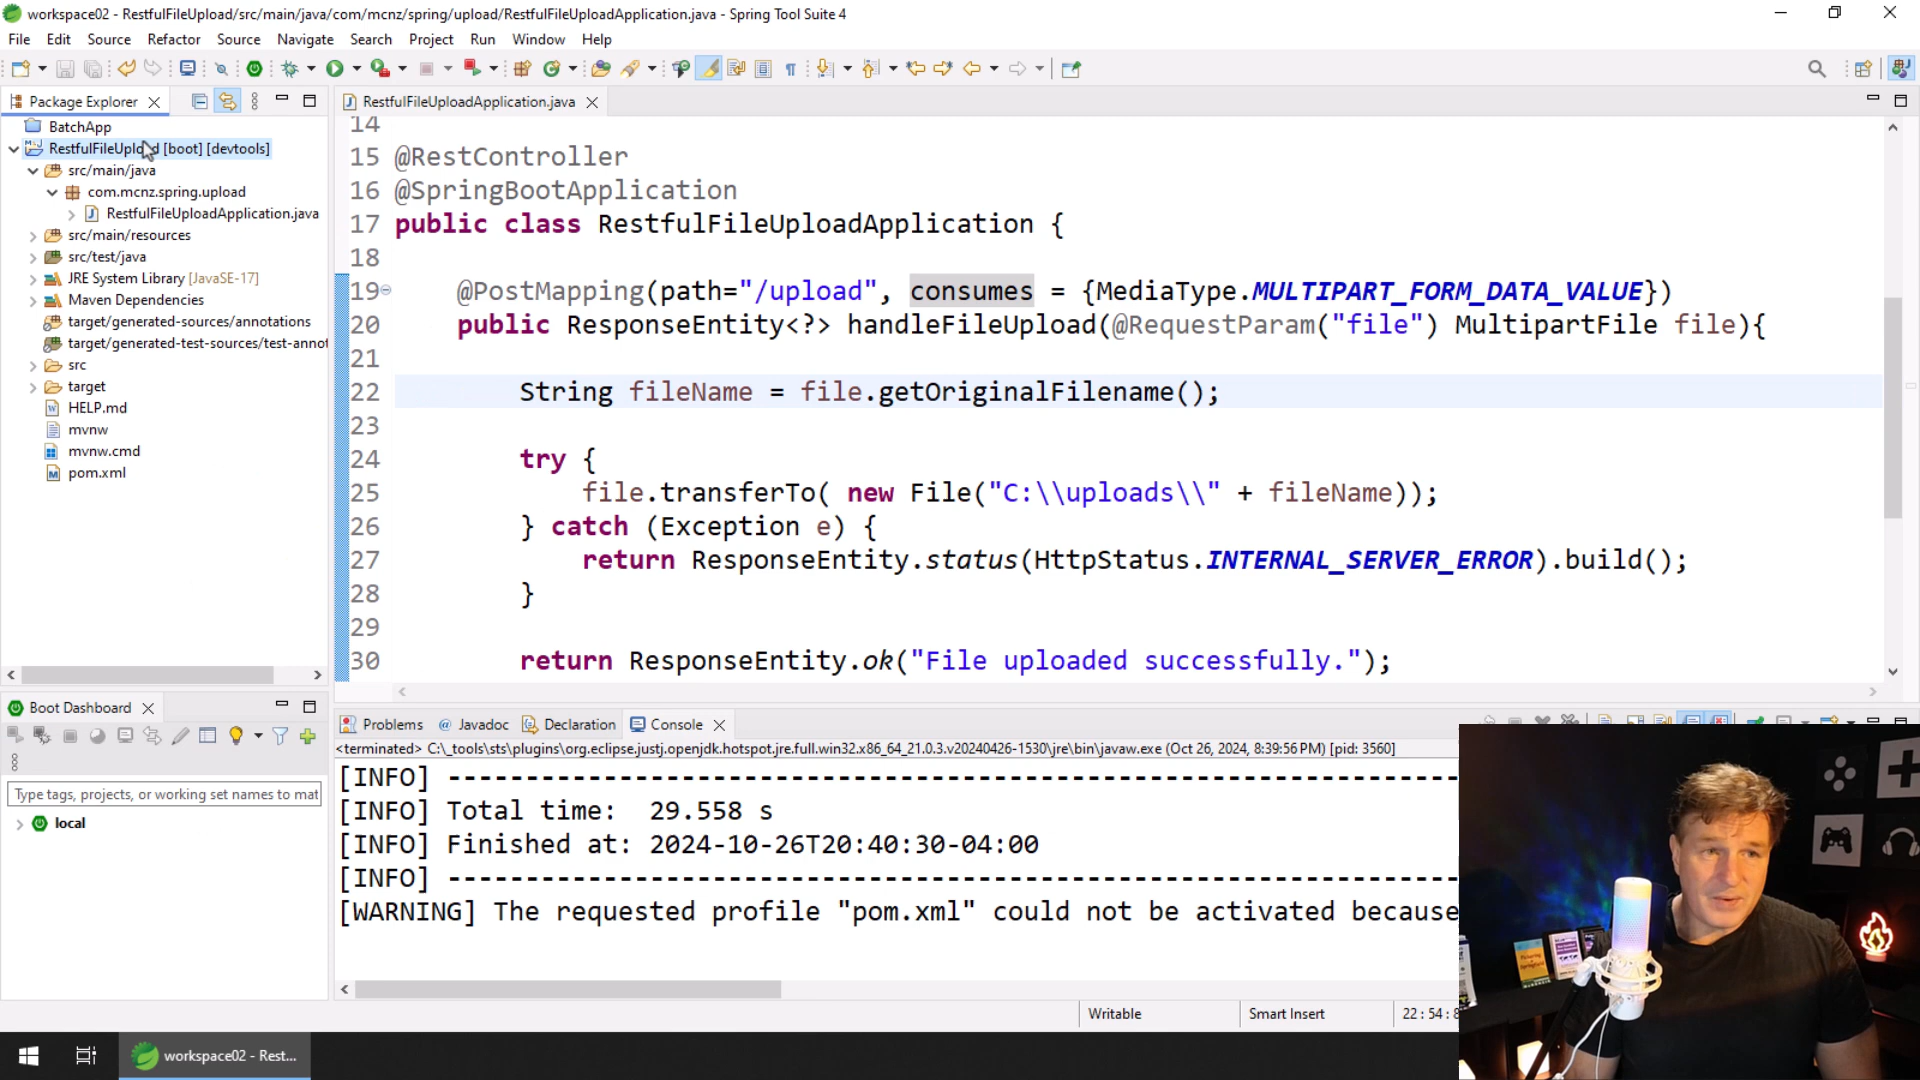 workspace02 - RestfulFileUpload/src/main/java/com/mcnz/spring/upload/RestfulFileUploadApplication.java - Spring Tool Suite 4
File Edit Source Refactor Source Navigate Search Project Run Window Help
Package Explorer
BatchApp
RestfulFileUpload [boot] [devtools]
src/main/java
com.mcnz.spring.upload
RestfulFileUploadApplication.java
src/main/resources
src/test/java
JRE System Library [JavaSE-17]
Maven Dependencies
target/generated-sources/annotations
target/generated-test-sources/test-annot
src
target
HELP.md
mvnw
mvnw.cmd
pom.xml
RestfulFileUploadApplication.java
14
15 @RestController
16 @SpringBootApplication
17 public class RestfulFileUploadApplication {
18
19 @PostMapping(path="/upload", consumes = {MediaType.MULTIPART_FORM_DATA_VALUE})
20 public ResponseEntity<?> handleFileUpload(@RequestParam("file") MultipartFile file){
21
22 String fileName = file.getOriginalFilename();
23
24 try {
25 file.transferTo( new File("C:\\uploads\\" + fileName));
26 } catch (Exception e) {
27 return ResponseEntity.status(HttpStatus.INTERNAL_SERVER_ERROR).build();
28 }
29
30 return ResponseEntity.ok("File uploaded successfully.");
Boot Dashboard
Type tags, projects, or working set names to mat
local
Problems Javadoc Declaration Console
<terminated> C:\_tools\sts\plugins\org.eclipse.justj.openjdk.hotspot.jre.full.win32.x86_64_21.0.3.v20240426-1530\jre\bin\javaw.exe (Oct 26, 2024, 8:39:56 PM) [pid: 3560]
[INFO] ------------------------------------------------------------------
[INFO] Total time:  29.558 s
[INFO] Finished at: 2024-10-26T20:40:30-04:00
[INFO] ------------------------------------------------------------------
[WARNING] The requested profile "pom.xml" could not be activated because
Writable Smart Insert 22 : 54 : 8
workspace02 - Rest...